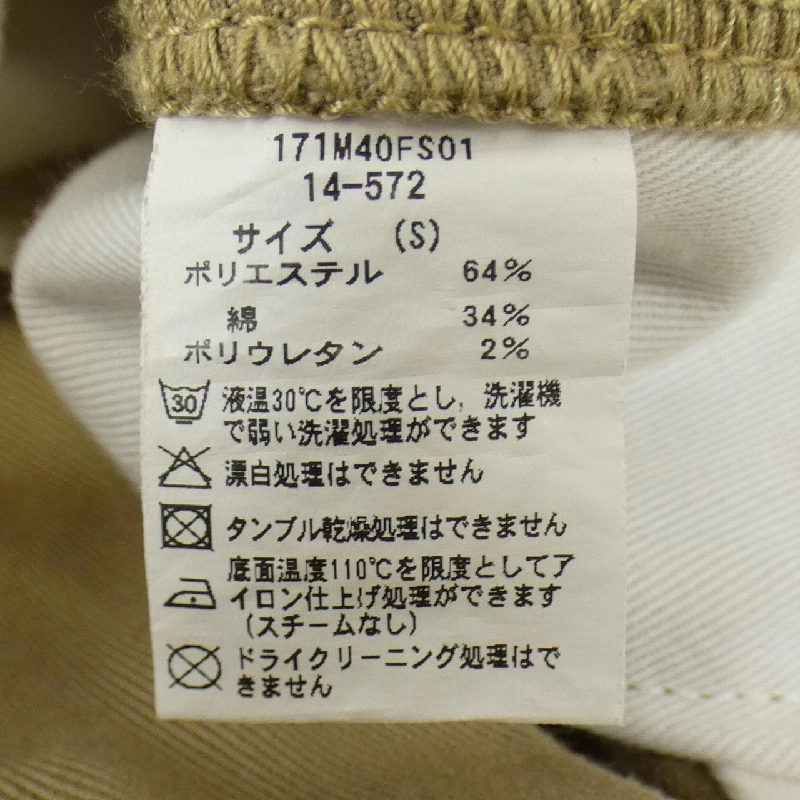 171M40FS01
14-572
サイズ (S)
ポリエステル 64%
綿 34%
ポリウレタン 2%
30 液温30℃を限度とし,洗濯機
で弱い洗濯処理ができます
漂白処理はできません
タンブル乾燥処理はできません
底面温度110℃を限度としてア
イロン仕上げ処理ができます
(スチームなし)
ドライクリーニング処理はで
きません